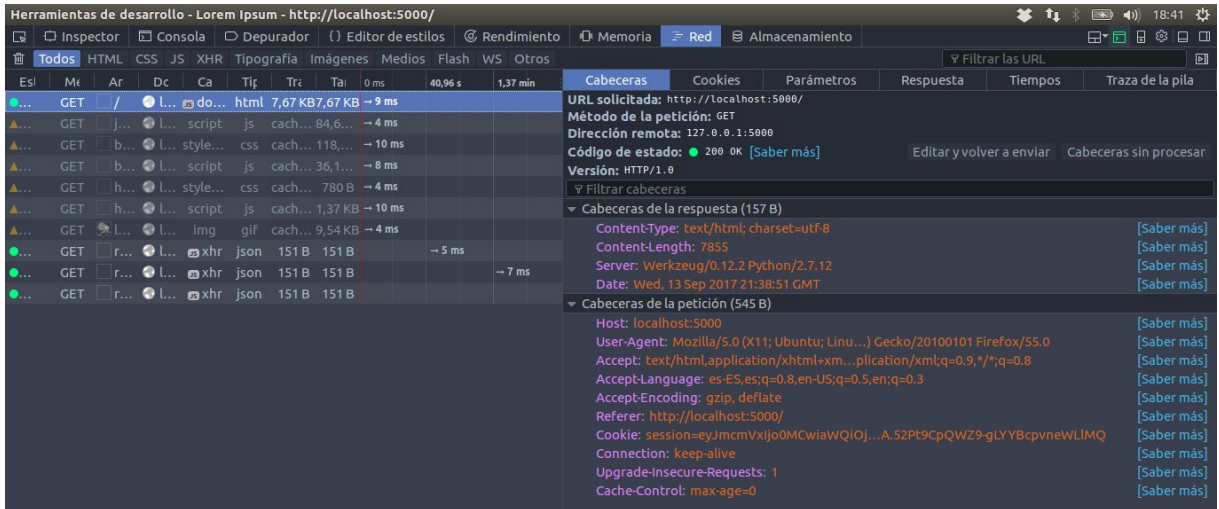 Herramientas de desarrollo - Lorem Ipsum - http://localhost:5000/ 18:41
Inspector Consola Depurador {} Editor de estilos Rendimiento Memoria Red Almacenamiento
Todos HTML CSS JS XHR Tipografía Imágenes Medios Flash WS Otros Filtrar las URL
Est Mé Ar Do Ca Tip Tra Tai 0 ms 40,96 s 1,37 min
GET / l... JS do... html 7,67 KB 7,67 KB → 9 ms
GET j... l... script js cach... 84,6... → 4 ms
GET b... l... style... css cach... 118,... → 10 ms
GET b... l... script js cach... 36,1... → 8 ms
GET h... l... style... css cach... 780 B → 4 ms
GET h... l... script js cach... 1,37 KB → 10 ms
GET l... l... img gif cach... 9,54 KB → 4 ms
GET r... l... JS xhr json 151 B 151 B → 5 ms
GET r... l... JS xhr json 151 B 151 B → 7 ms
GET r... l... JS xhr json 151 B 151 B
Cabeceras Cookies Parámetros Respuesta Tiempos Traza de la pila
URL solicitada: http://localhost:5000/
Método de la petición: GET
Dirección remota: 127.0.0.1:5000
Código de estado: 200 OK [Saber más] Editar y volver a enviar Cabeceras sin procesar
Versión: HTTP/1.0
Filtrar cabeceras
Cabeceras de la respuesta (157 B)
Content-Type: text/html; charset=utf-8 [Saber más]
Content-Length: 7855 [Saber más]
Server: Werkzeug/0.12.2 Python/2.7.12 [Saber más]
Date: Wed, 13 Sep 2017 21:38:51 GMT [Saber más]
Cabeceras de la petición (545 B)
Host: localhost:5000 [Saber más]
User-Agent: Mozilla/5.0 (X11; Ubuntu; Linu…) Gecko/20100101 Firefox/55.0 [Saber más]
Accept: text/html,application/xhtml+xm…plication/xml;q=0.9,*/*;q=0.8 [Saber más]
Accept-Language: es-ES,es;q=0.8,en-US;q=0.5,en;q=0.3 [Saber más]
Accept-Encoding: gzip, deflate [Saber más]
Referer: http://localhost:5000/ [Saber más]
Cookie: session=eyJmcmVxIjo0MCwiaWQiOj…A.52Pt9CpQWZ9-gLYYBcpvneWLlMQ [Saber más]
Connection: keep-alive [Saber más]
Upgrade-Insecure-Requests: 1 [Saber más]
Cache-Control: max-age=0 [Saber más]